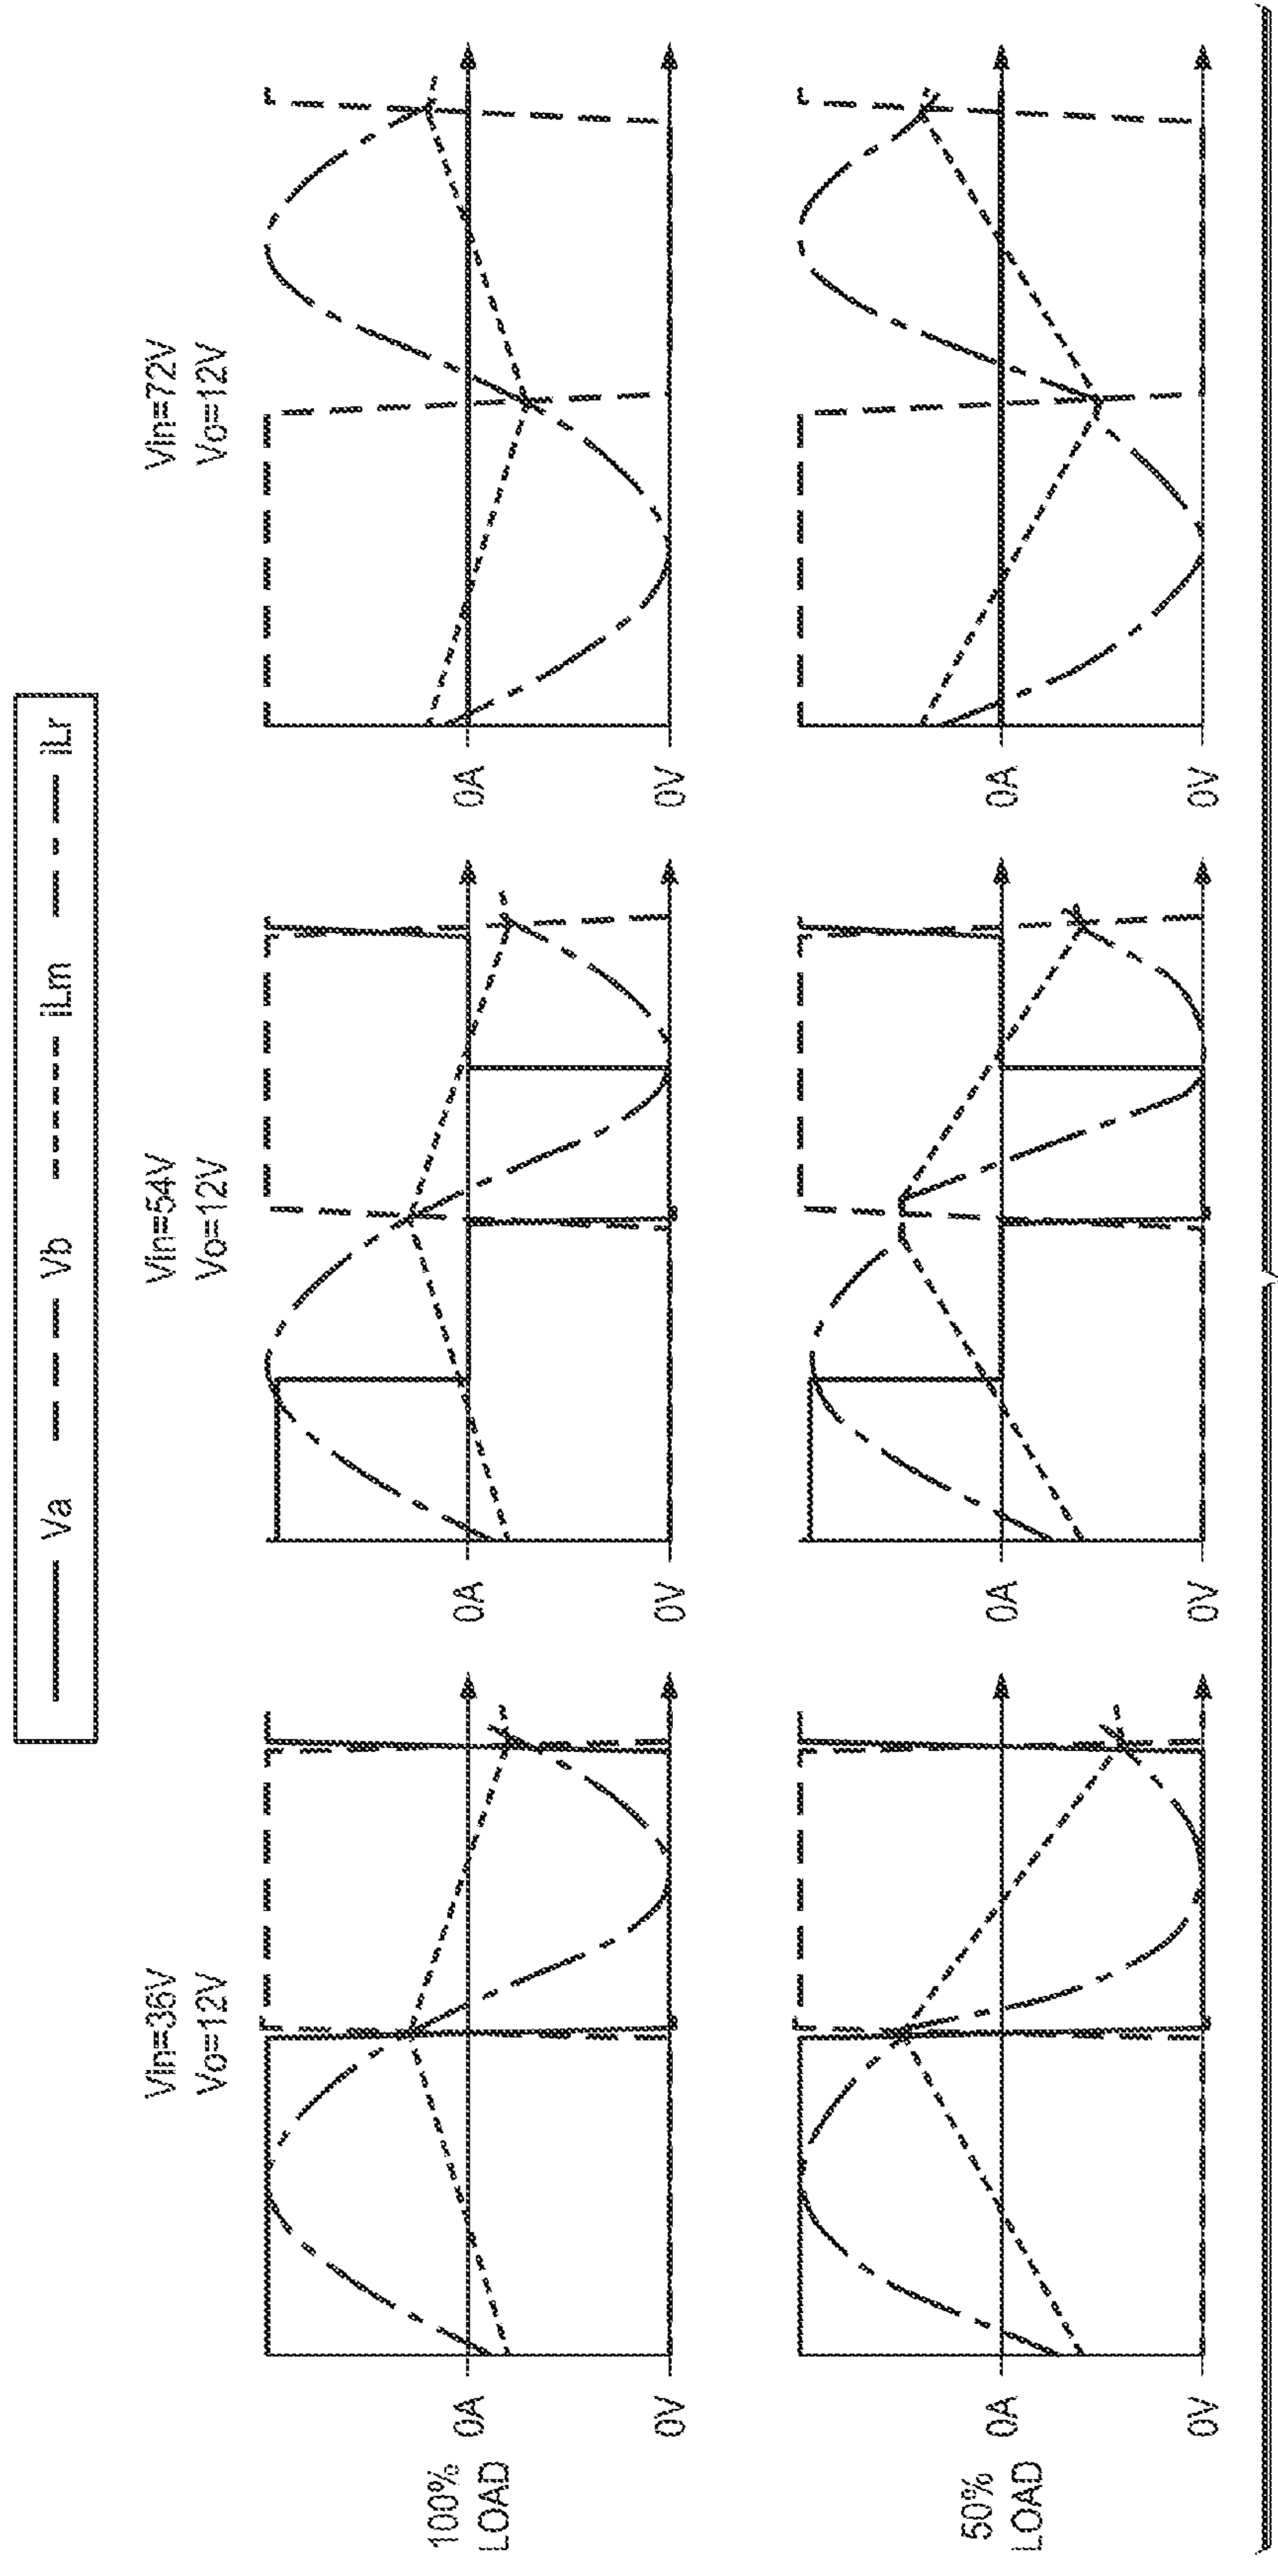 Va Vb iLm iLr
Vin=36V
Vo=12V
Vin=54V
Vo=12V
Vin=72V
Vo=12V
100%
LOAD
0A
0V
0A
0V
0A
0V
50%
LOAD
0A
0V
0A
0V
0A
0V